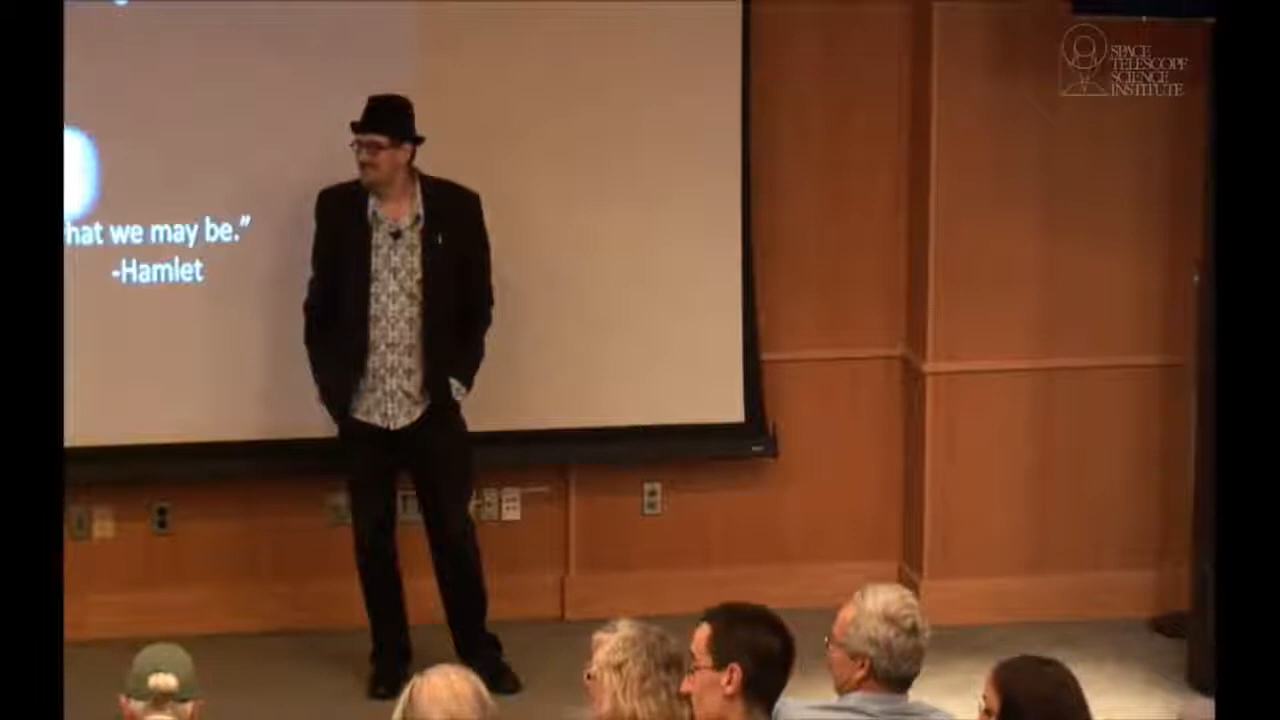 hat we may be.”
-Hamlet
SPACE
TELESCOPE
SCIENCE
INSTITUTE